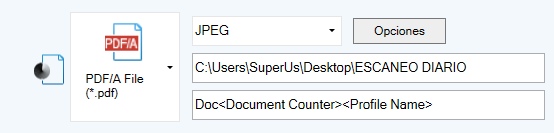 PDF/A
PDF/A File
(*.pdf)
JPEG
Opciones
C:\Users\SuperUs\Desktop\ESCANEO DIARIO
Doc<Document Counter><Profile Name>